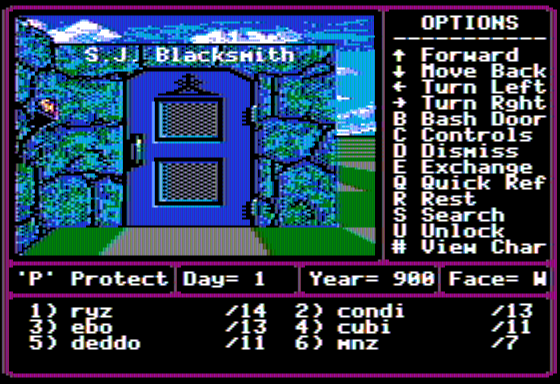 S.J. Blacksmith
OPTIONS
------------
↑ Forward
↓ Move Back
← Turn Left
→ Turn Rght
B Bash Door
C Controls
D Dismiss
E Exchange
Q Quick Ref
R Rest
S Search
U Unlock
# View Char
'P' Protect Day= 1 Year= 900 Face= W
1) ryz /14 2) condi /13
3) ebo /13 4) cubi /11
5) deddo /11 6) mnz /7